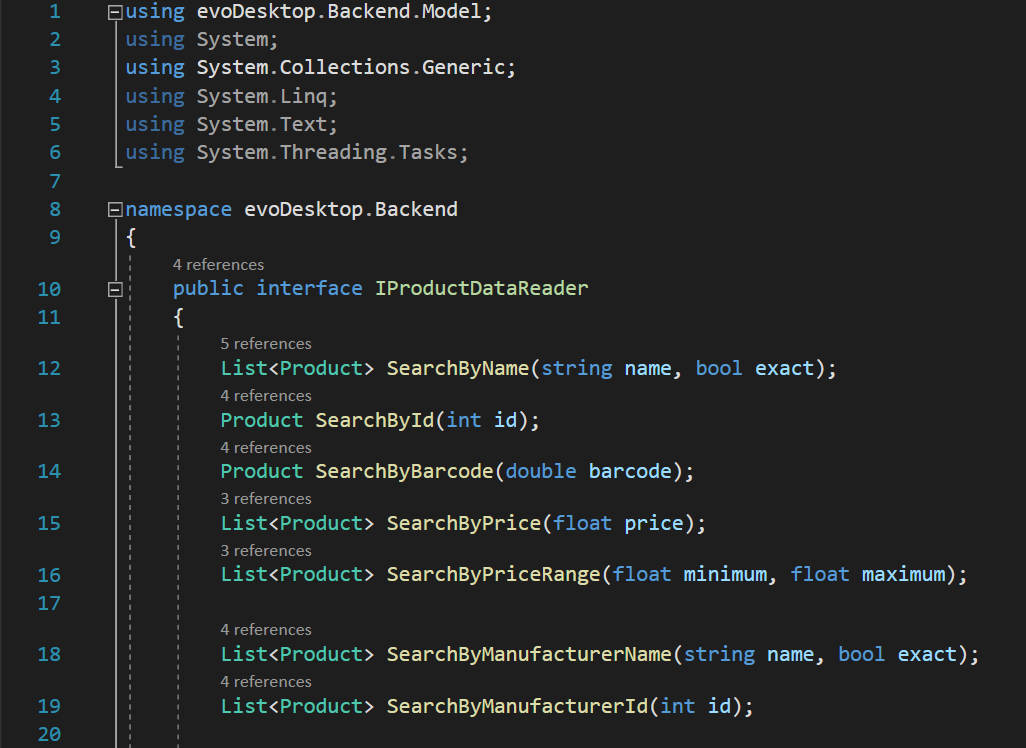 1 using evoDesktop.Backend.Model;
2 using System;
3 using System.Collections.Generic;
4 using System.Linq;
5 using System.Text;
6 using System.Threading.Tasks;
7
8 namespace evoDesktop.Backend
9 {
4 references
10 public interface IProductDataReader
11 {
5 references
12 List<Product> SearchByName(string name, bool exact);
4 references
13 Product SearchById(int id);
4 references
14 Product SearchByBarcode(double barcode);
3 references
15 List<Product> SearchByPrice(float price);
3 references
16 List<Product> SearchByPriceRange(float minimum, float maximum);
17
4 references
18 List<Product> SearchByManufacturerName(string name, bool exact);
4 references
19 List<Product> SearchByManufacturerId(int id);
20